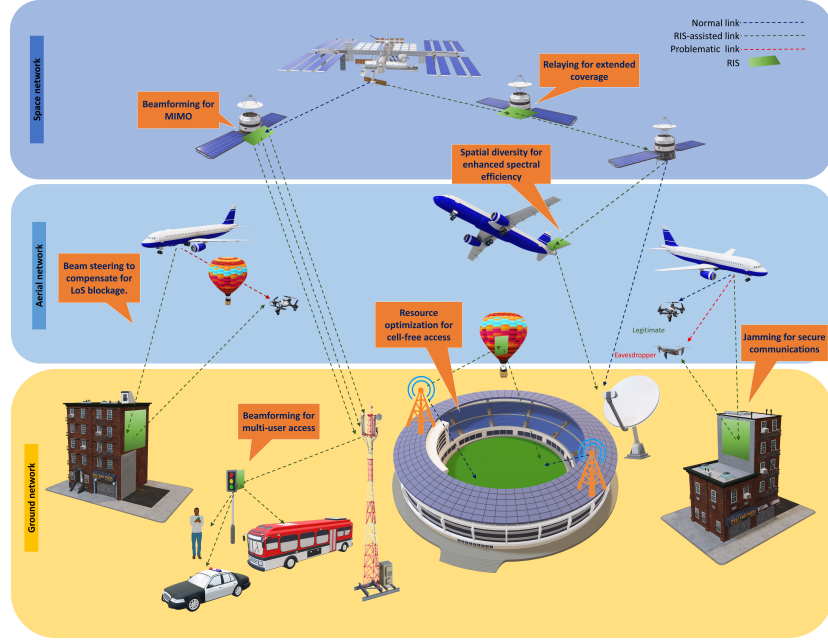 Normal link
RIS-assisted link
Problematic link
RIS
Space network
Relaying for extended
coverage
Beamforming for
MIMO
Spatial diversity for
enhanced spectral
efficiency
Aerial network
Beam steering to
compensate for
LoS blockage.
Resource
optimization for
cell-free access
Legitimate
Eavesdropper
Jamming for secure
communications
Ground network
Beamforming for
multi-user access